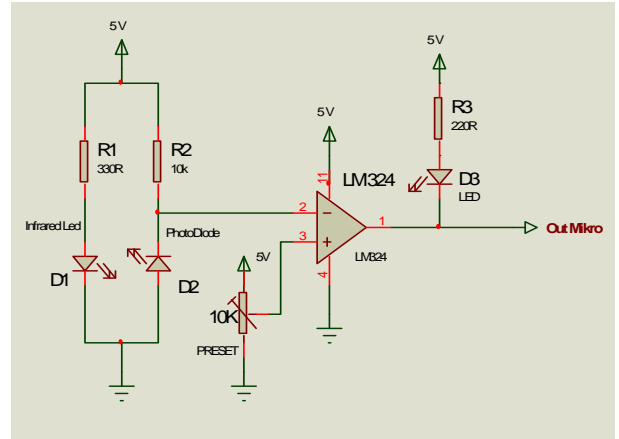 5V
R1
330R
R2
10k
Infrared Led
D1
PhotoDiode
D2
5V
10K
PRESET
5V
11
LM324
2
3
1
4
LM324
5V
R3
220R
D3
LED
Out Mikro